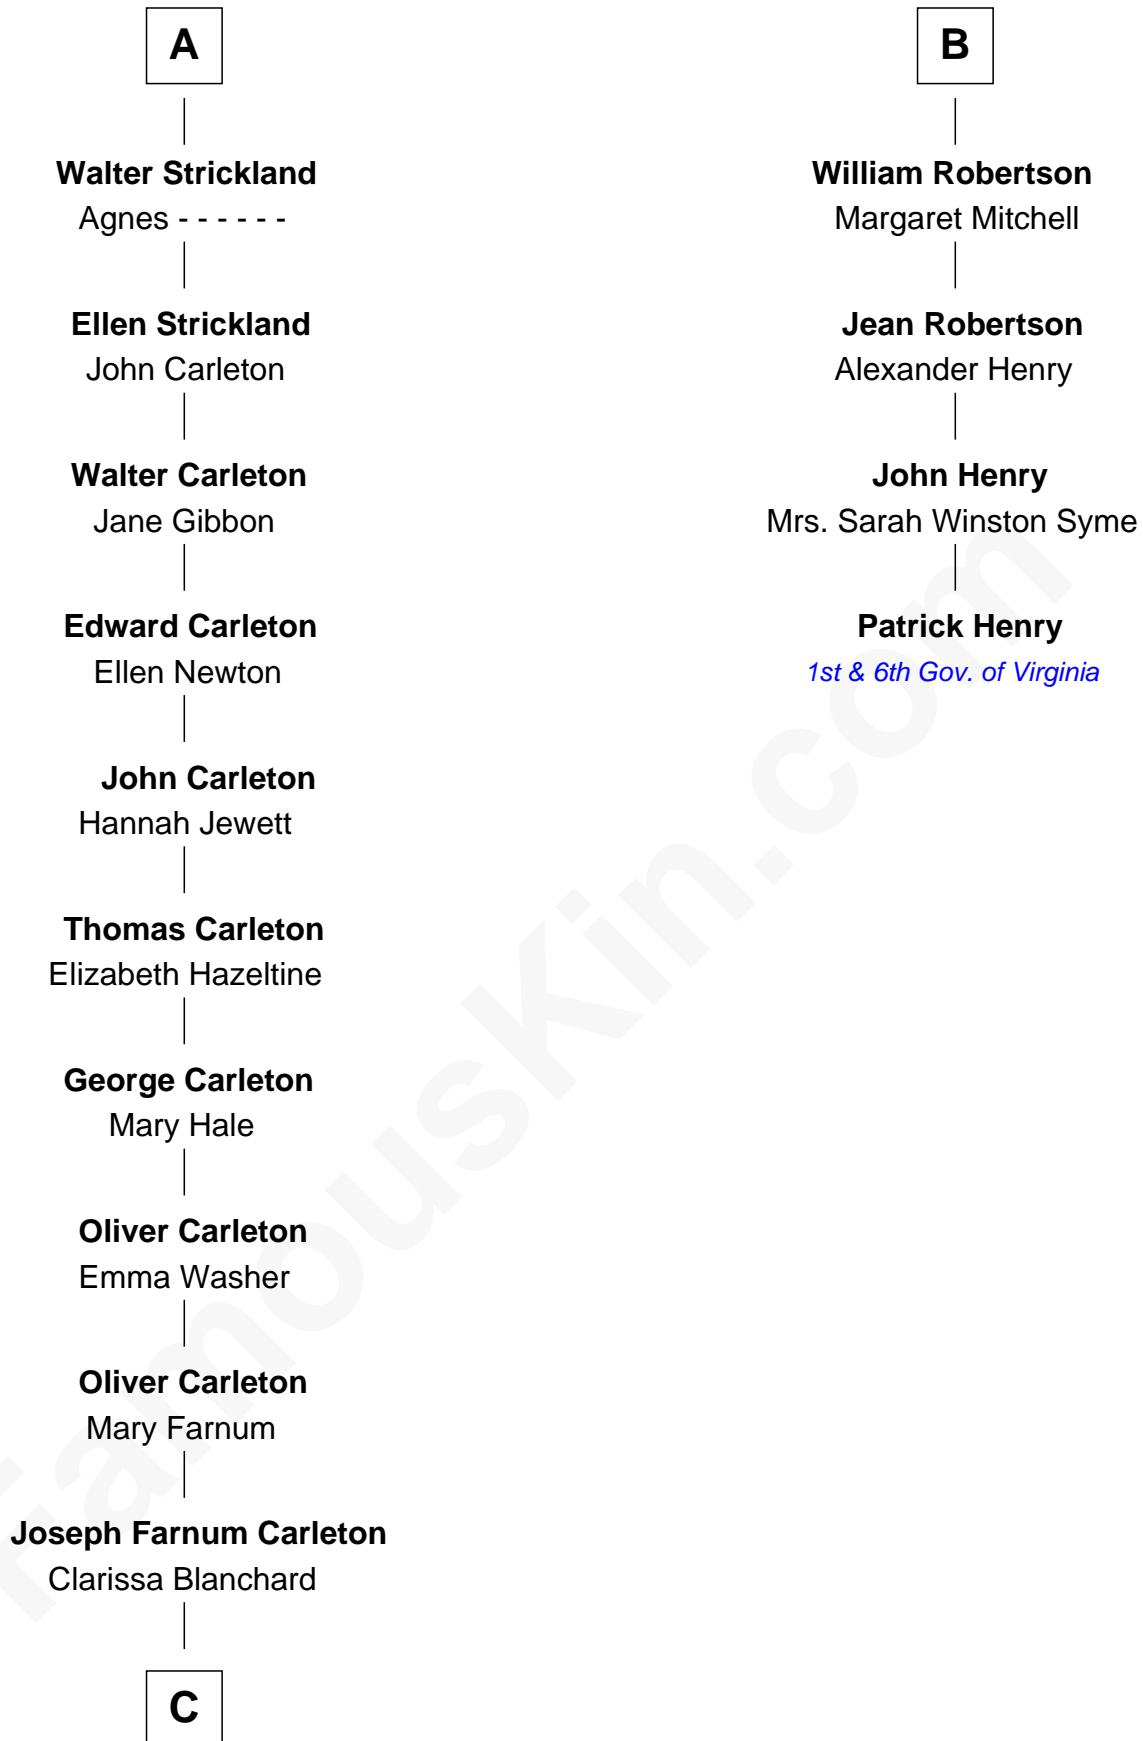 A
Walter Strickland
Agnes - - - - - -
Ellen Strickland
John Carleton
Walter Carleton
Jane Gibbon
Edward Carleton
Ellen Newton
John Carleton
Hannah Jewett
Thomas Carleton
Elizabeth Hazeltine
George Carleton
Mary Hale
Oliver Carleton
Emma Washer
Oliver Carleton
Mary Farnum
Joseph Farnum Carleton
Clarissa Blanchard
C
B
William Robertson
Margaret Mitchell
Jean Robertson
Alexander Henry
John Henry
Mrs. Sarah Winston Syme
Patrick Henry
1st & 6th Gov. of Virginia
FamousKin.com